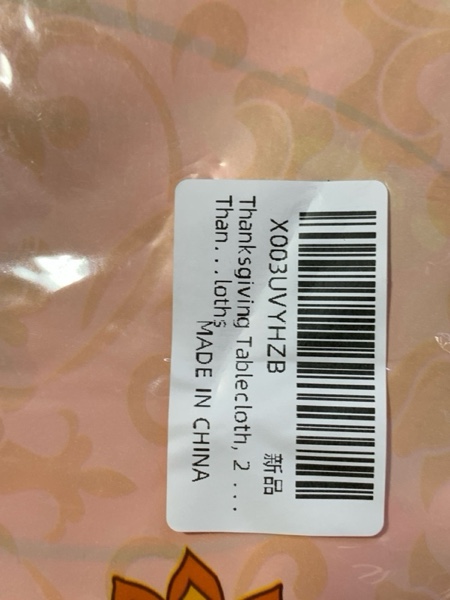 X003UVYHZB
新品
Thanksgiving Tablecloth, 2 ...
Than...loths
MADE IN CHINA